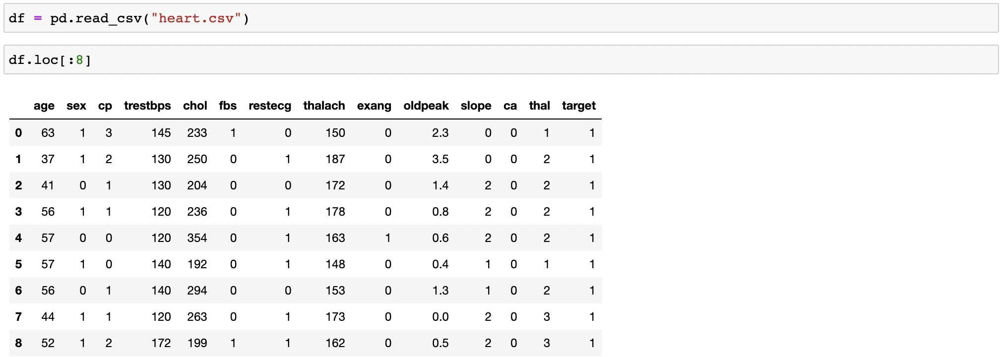 df = pd.read_csv("heart.csv")
df.loc[:8]
age sex cp trestbps chol fbs restecg thalach exang oldpeak slope ca thal target
0 63 1 3 145 233 1 0 150 0 2.3 0 0 1 1
1 37 1 2 130 250 0 1 187 0 3.5 0 0 2 1
2 41 0 1 130 204 0 0 172 0 1.4 2 0 2 1
3 56 1 1 120 236 0 1 178 0 0.8 2 0 2 1
4 57 0 0 120 354 0 1 163 1 0.6 2 0 2 1
5 57 1 0 140 192 0 1 148 0 0.4 1 0 1 1
6 56 0 1 140 294 0 0 153 0 1.3 1 0 2 1
7 44 1 1 120 263 0 1 173 0 0.0 2 0 3 1
8 52 1 2 172 199 1 1 162 0 0.5 2 0 3 1